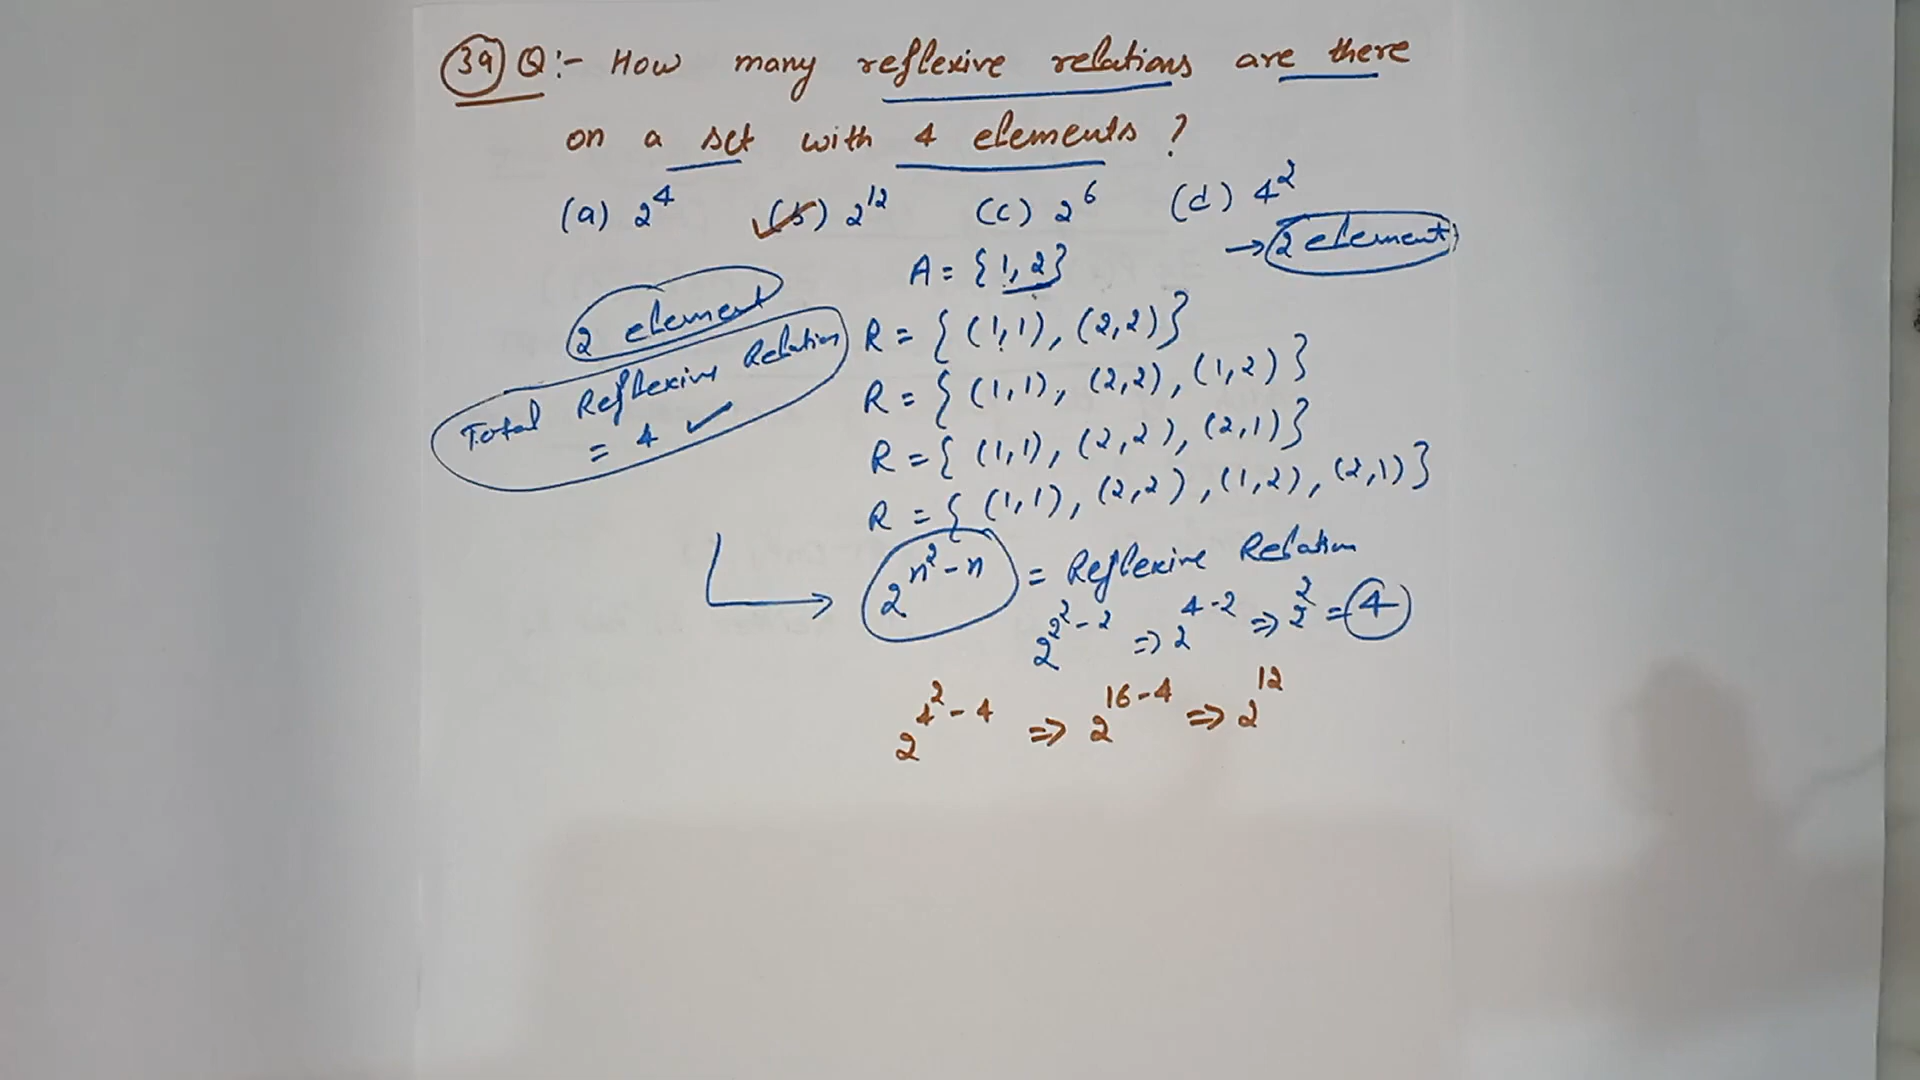 39 Q:- How many reflexive relations are there
on a set with 4 elements ?
(a) 2^4 (b) 2^12 (c) 2^6 (d) 4^2
→ 2 element
A = {1, 2}
2 element
Total Reflexive Relation
= 4 ✓
R = { (1,1), (2,2) }
R = { (1,1), (2,2), (1,2) }
R = { (1,1), (2,2), (2,1) }
R = { (1,1), (2,2), (1,2), (2,1) }
2^(n^2 - n) = Reflexive Relation
2^(2^2 - 2) ⇒ 2^(4-2) ⇒ 2^2 = 4
2^(4^2 - 4) ⇒ 2^(16-4) ⇒ 2^12